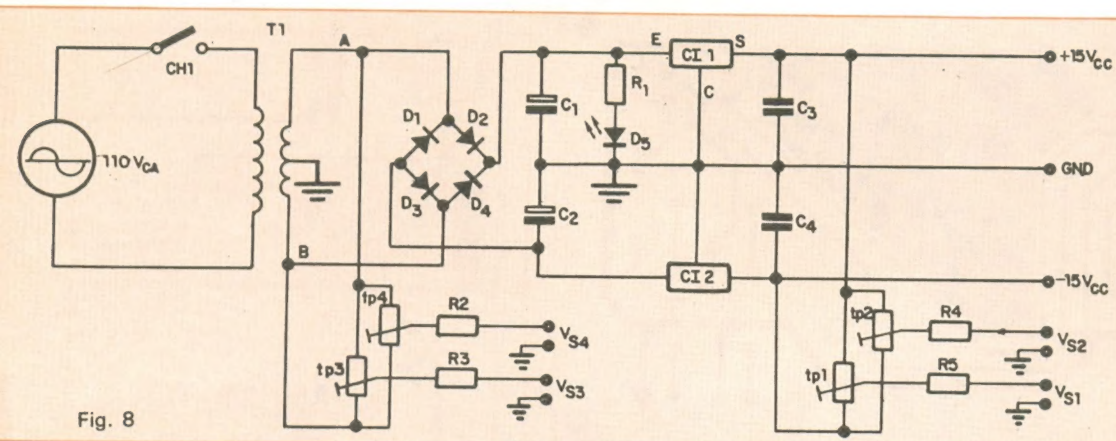 T1
CH1
110 VCA
A
B
D1
D2
D3
D4
C1
C2
R1
D5
E
CI 1
S
C
CI 2
C3
C4
+15Vcc
GND
-15Vcc
tp4
R2
VS4
tp3
R3
VS3
tp2
R4
VS2
tp1
R5
VS1
Fig. 8